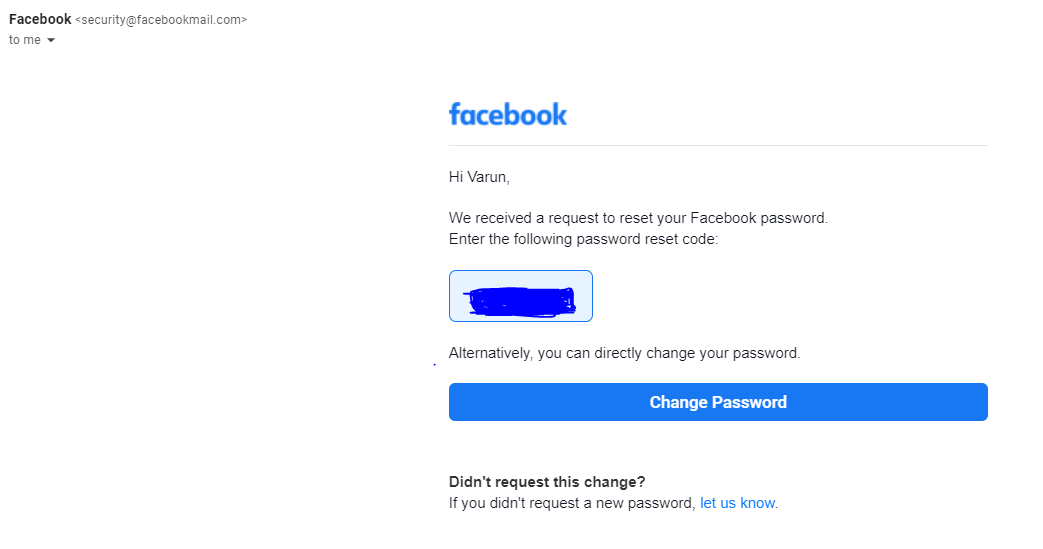 Facebook <security@facebookmail.com>
to me
facebook
Hi Varun,
We received a request to reset your Facebook password.
Enter the following password reset code:
Alternatively, you can directly change your password.
Change Password
Didn't request this change?
If you didn't request a new password, let us know.